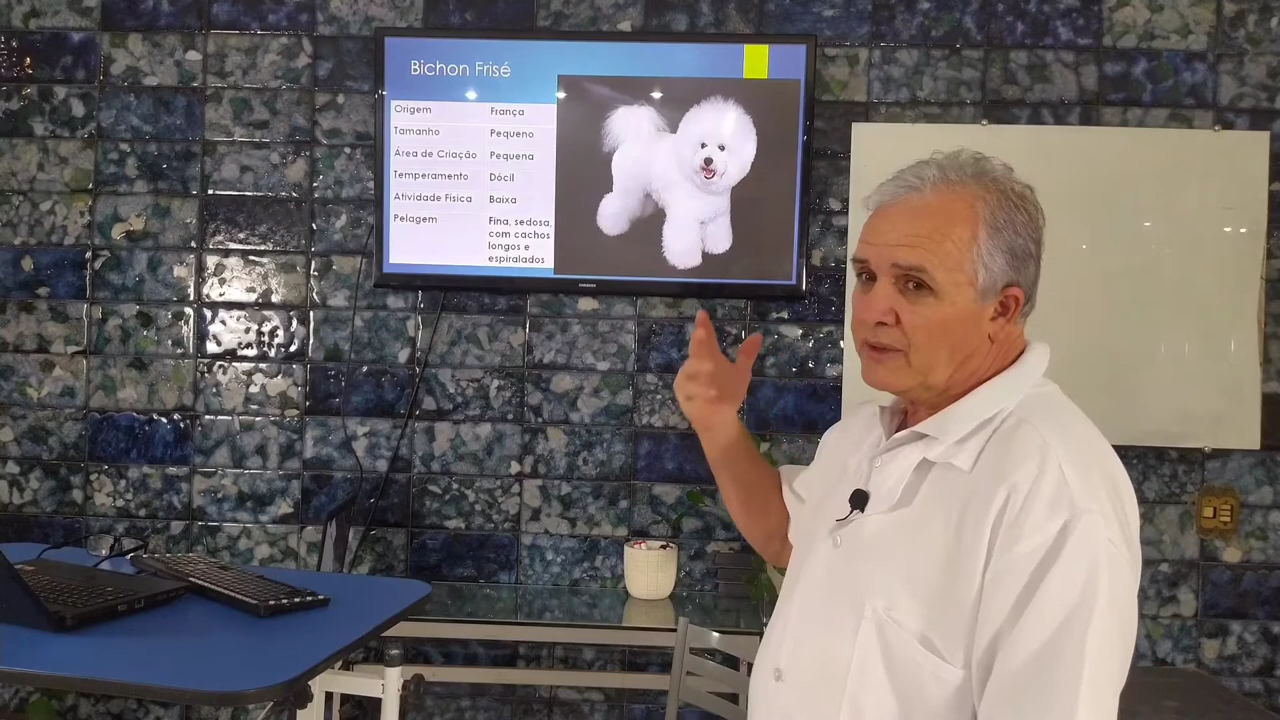 Bichon Frisé
Origem França
Tamanho Pequeno
Área de Criação Pequena
Temperamento Dócil
Atividade Física Baixa
Pelagem Fina, sedosa,
com cachos
longos e
espiralados
SAMSUNG